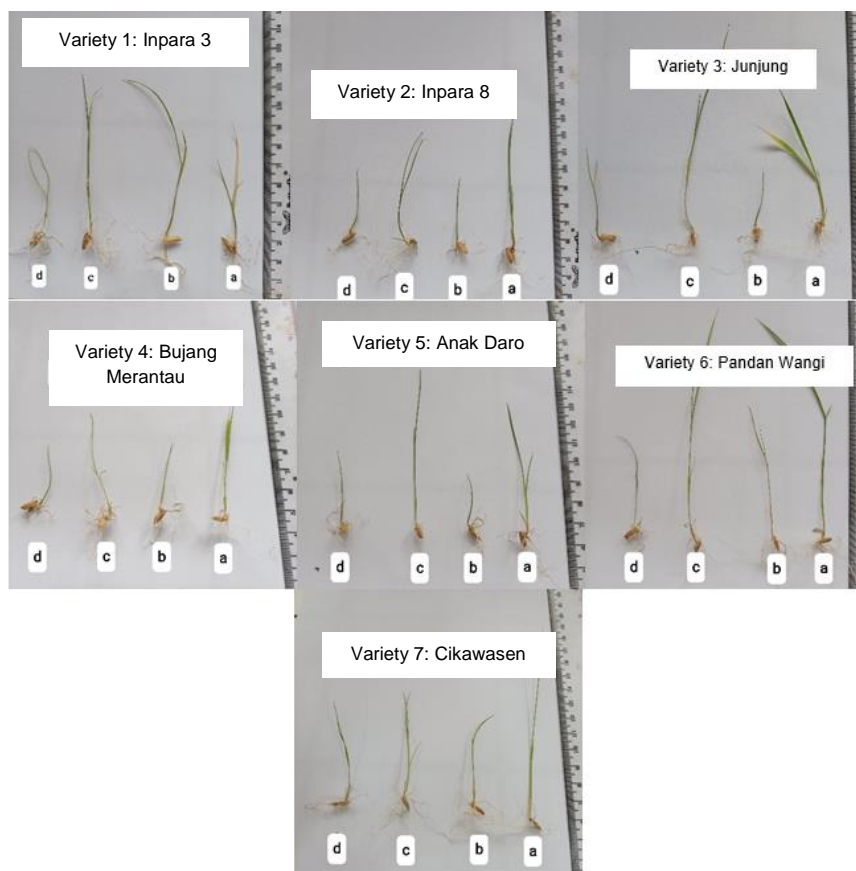 Variety 1: Inpara 3
d
c
b
a
Variety 2: Inpara 8
d
c
b
a
Variety 3: Junjung
d
c
b
a
Variety 4: Bujang
Merantau
d
c
b
a
Variety 5: Anak Daro
d
c
b
a
Variety 6: Pandan Wangi
d
c
b
a
Variety 7: Cikawasen
d
c
b
a